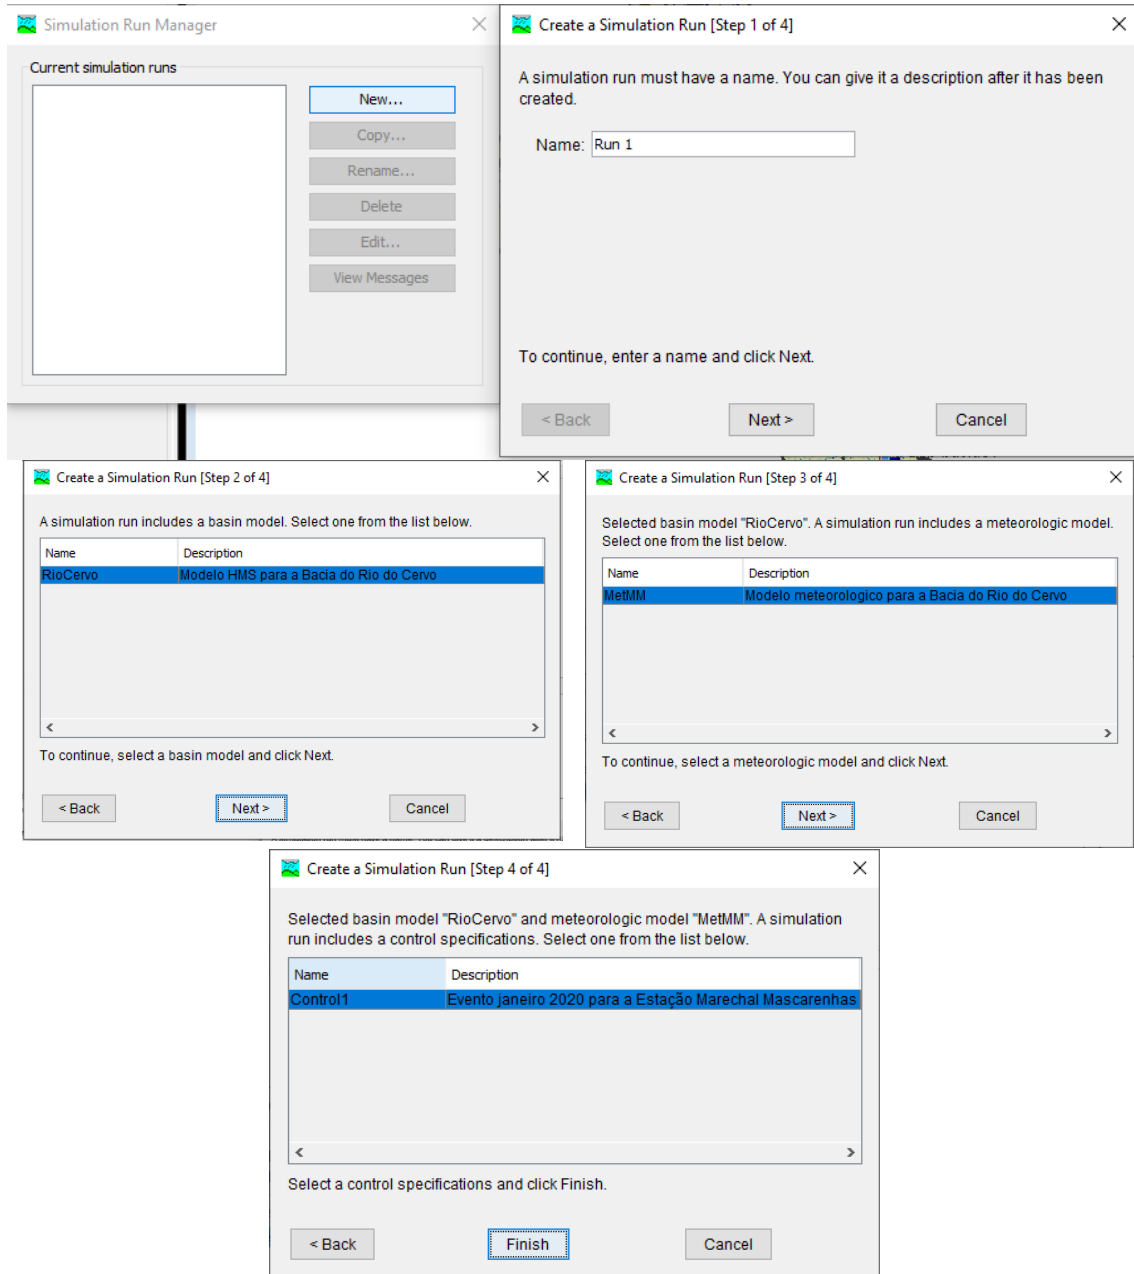 Simulation Run Manager
Current simulation runs
New...
Copy...
Rename...
Delete
Edit...
View Messages
Create a Simulation Run [Step 1 of 4]
A simulation run must have a name. You can give it a description after it has been
created.
Name: Run 1
To continue, enter a name and click Next.
< Back Next > Cancel
Create a Simulation Run [Step 2 of 4]
A simulation run includes a basin model. Select one from the list below.
Name Description
RioCervo Modelo HMS para a Bacia do Rio do Cervo
To continue, select a basin model and click Next.
< Back Next > Cancel
Create a Simulation Run [Step 3 of 4]
Selected basin model "RioCervo". A simulation run includes a meteorologic model.
Select one from the list below.
Name Description
MetMM Modelo meteorologico para a Bacia do Rio do Cervo
To continue, select a meteorologic model and click Next.
< Back Next > Cancel
Create a Simulation Run [Step 4 of 4]
Selected basin model "RioCervo" and meteorologic model "MetMM". A simulation
run includes a control specifications. Select one from the list below.
Name Description
Control1 Evento janeiro 2020 para a Estação Marechal Mascarenhas
Select a control specifications and click Finish.
< Back Finish Cancel